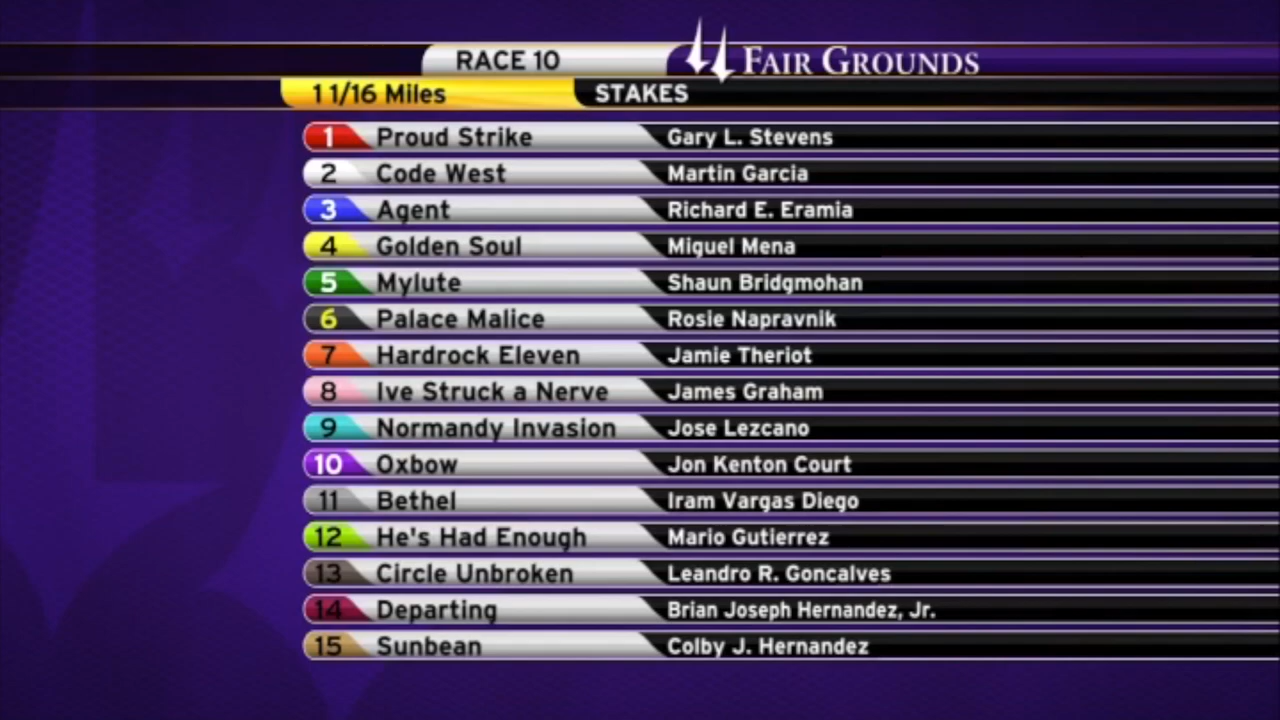 RACE 10
FAIR GROUNDS
1 1/16 Miles STAKES
1 Proud Strike Gary L. Stevens
2 Code West Martin Garcia
3 Agent Richard E. Eramia
4 Golden Soul Miguel Mena
5 Mylute Shaun Bridgmohan
6 Palace Malice Rosie Napravnik
7 Hardrock Eleven Jamie Theriot
8 Ive Struck a Nerve James Graham
9 Normandy Invasion Jose Lezcano
10 Oxbow Jon Kenton Court
11 Bethel Iram Vargas Diego
12 He's Had Enough Mario Gutierrez
13 Circle Unbroken Leandro R. Goncalves
14 Departing Brian Joseph Hernandez, Jr.
15 Sunbean Colby J. Hernandez